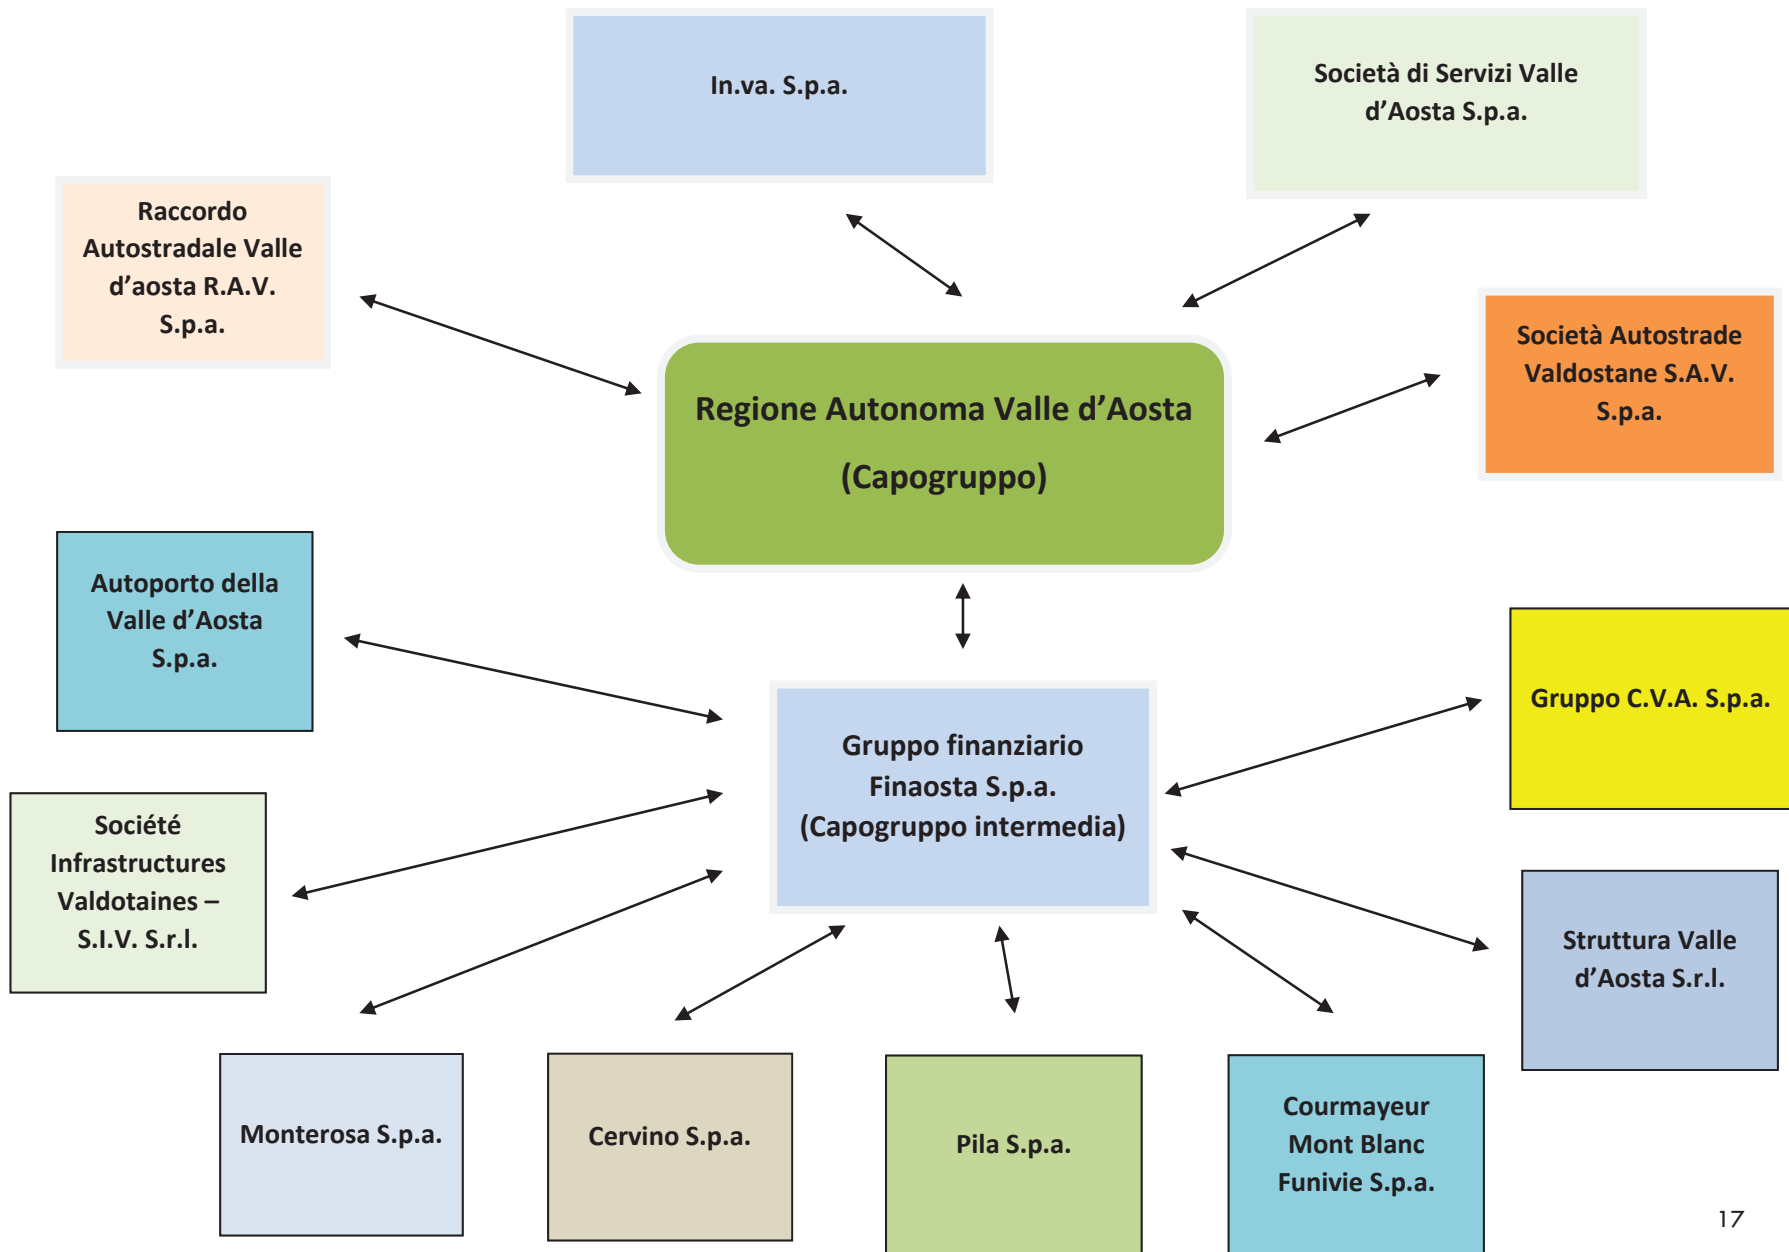 In.va. S.p.a.
Società di Servizi Valle
d’Aosta S.p.a.
Raccordo
Autostradale Valle
d’aosta R.A.V.
S.p.a.
Società Autostrade
Valdostane S.A.V.
S.p.a.
Regione Autonoma Valle d’Aosta
(Capogruppo)
Autoporto della
Valle d’Aosta
S.p.a.
Gruppo C.V.A. S.p.a.
Gruppo finanziario
Finaosta S.p.a.
(Capogruppo intermedia)
Société
Infrastructures
Valdotaines –
S.I.V. S.r.l.
Struttura Valle
d’Aosta S.r.l.
Monterosa S.p.a.
Cervino S.p.a.
Pila S.p.a.
Courmayeur
Mont Blanc
Funivie S.p.a.
17